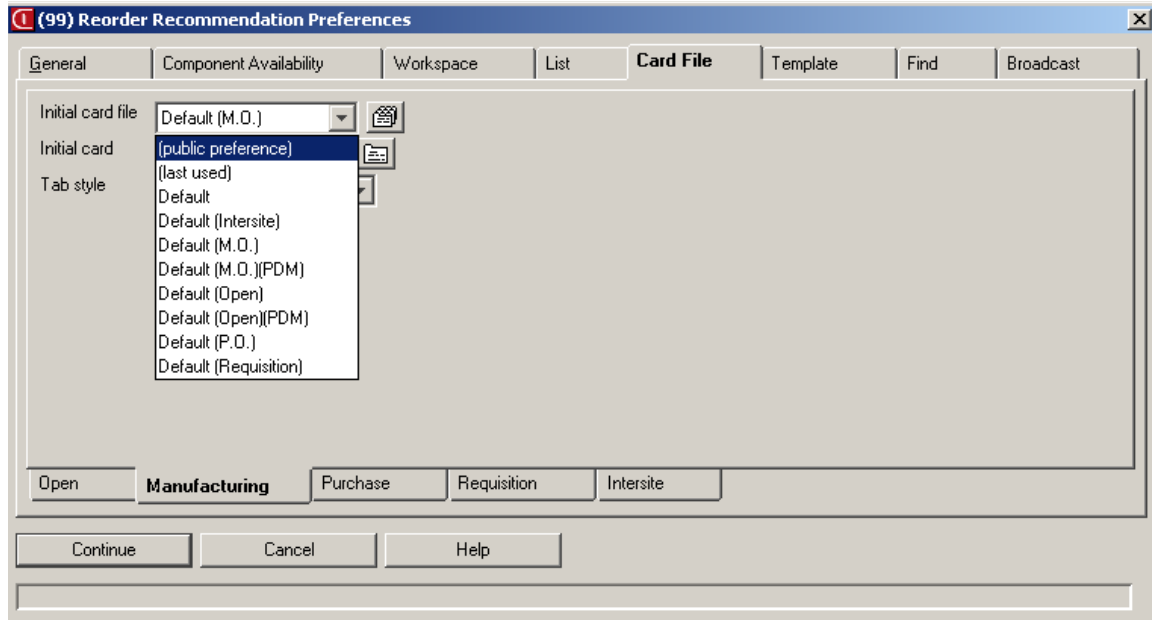 (99) Reorder Recommendation Preferences
General Component Availability Workspace List Card File Template Find Broadcast
Initial card file Default (M.O.)
Initial card
Tab style
(public preference)
(last used)
Default
Default (Intersite)
Default (M.O.)
Default (M.O.)(PDM)
Default (Open)
Default (Open)(PDM)
Default (P.O.)
Default (Requisition)
Open Manufacturing Purchase Requisition Intersite
Continue Cancel Help